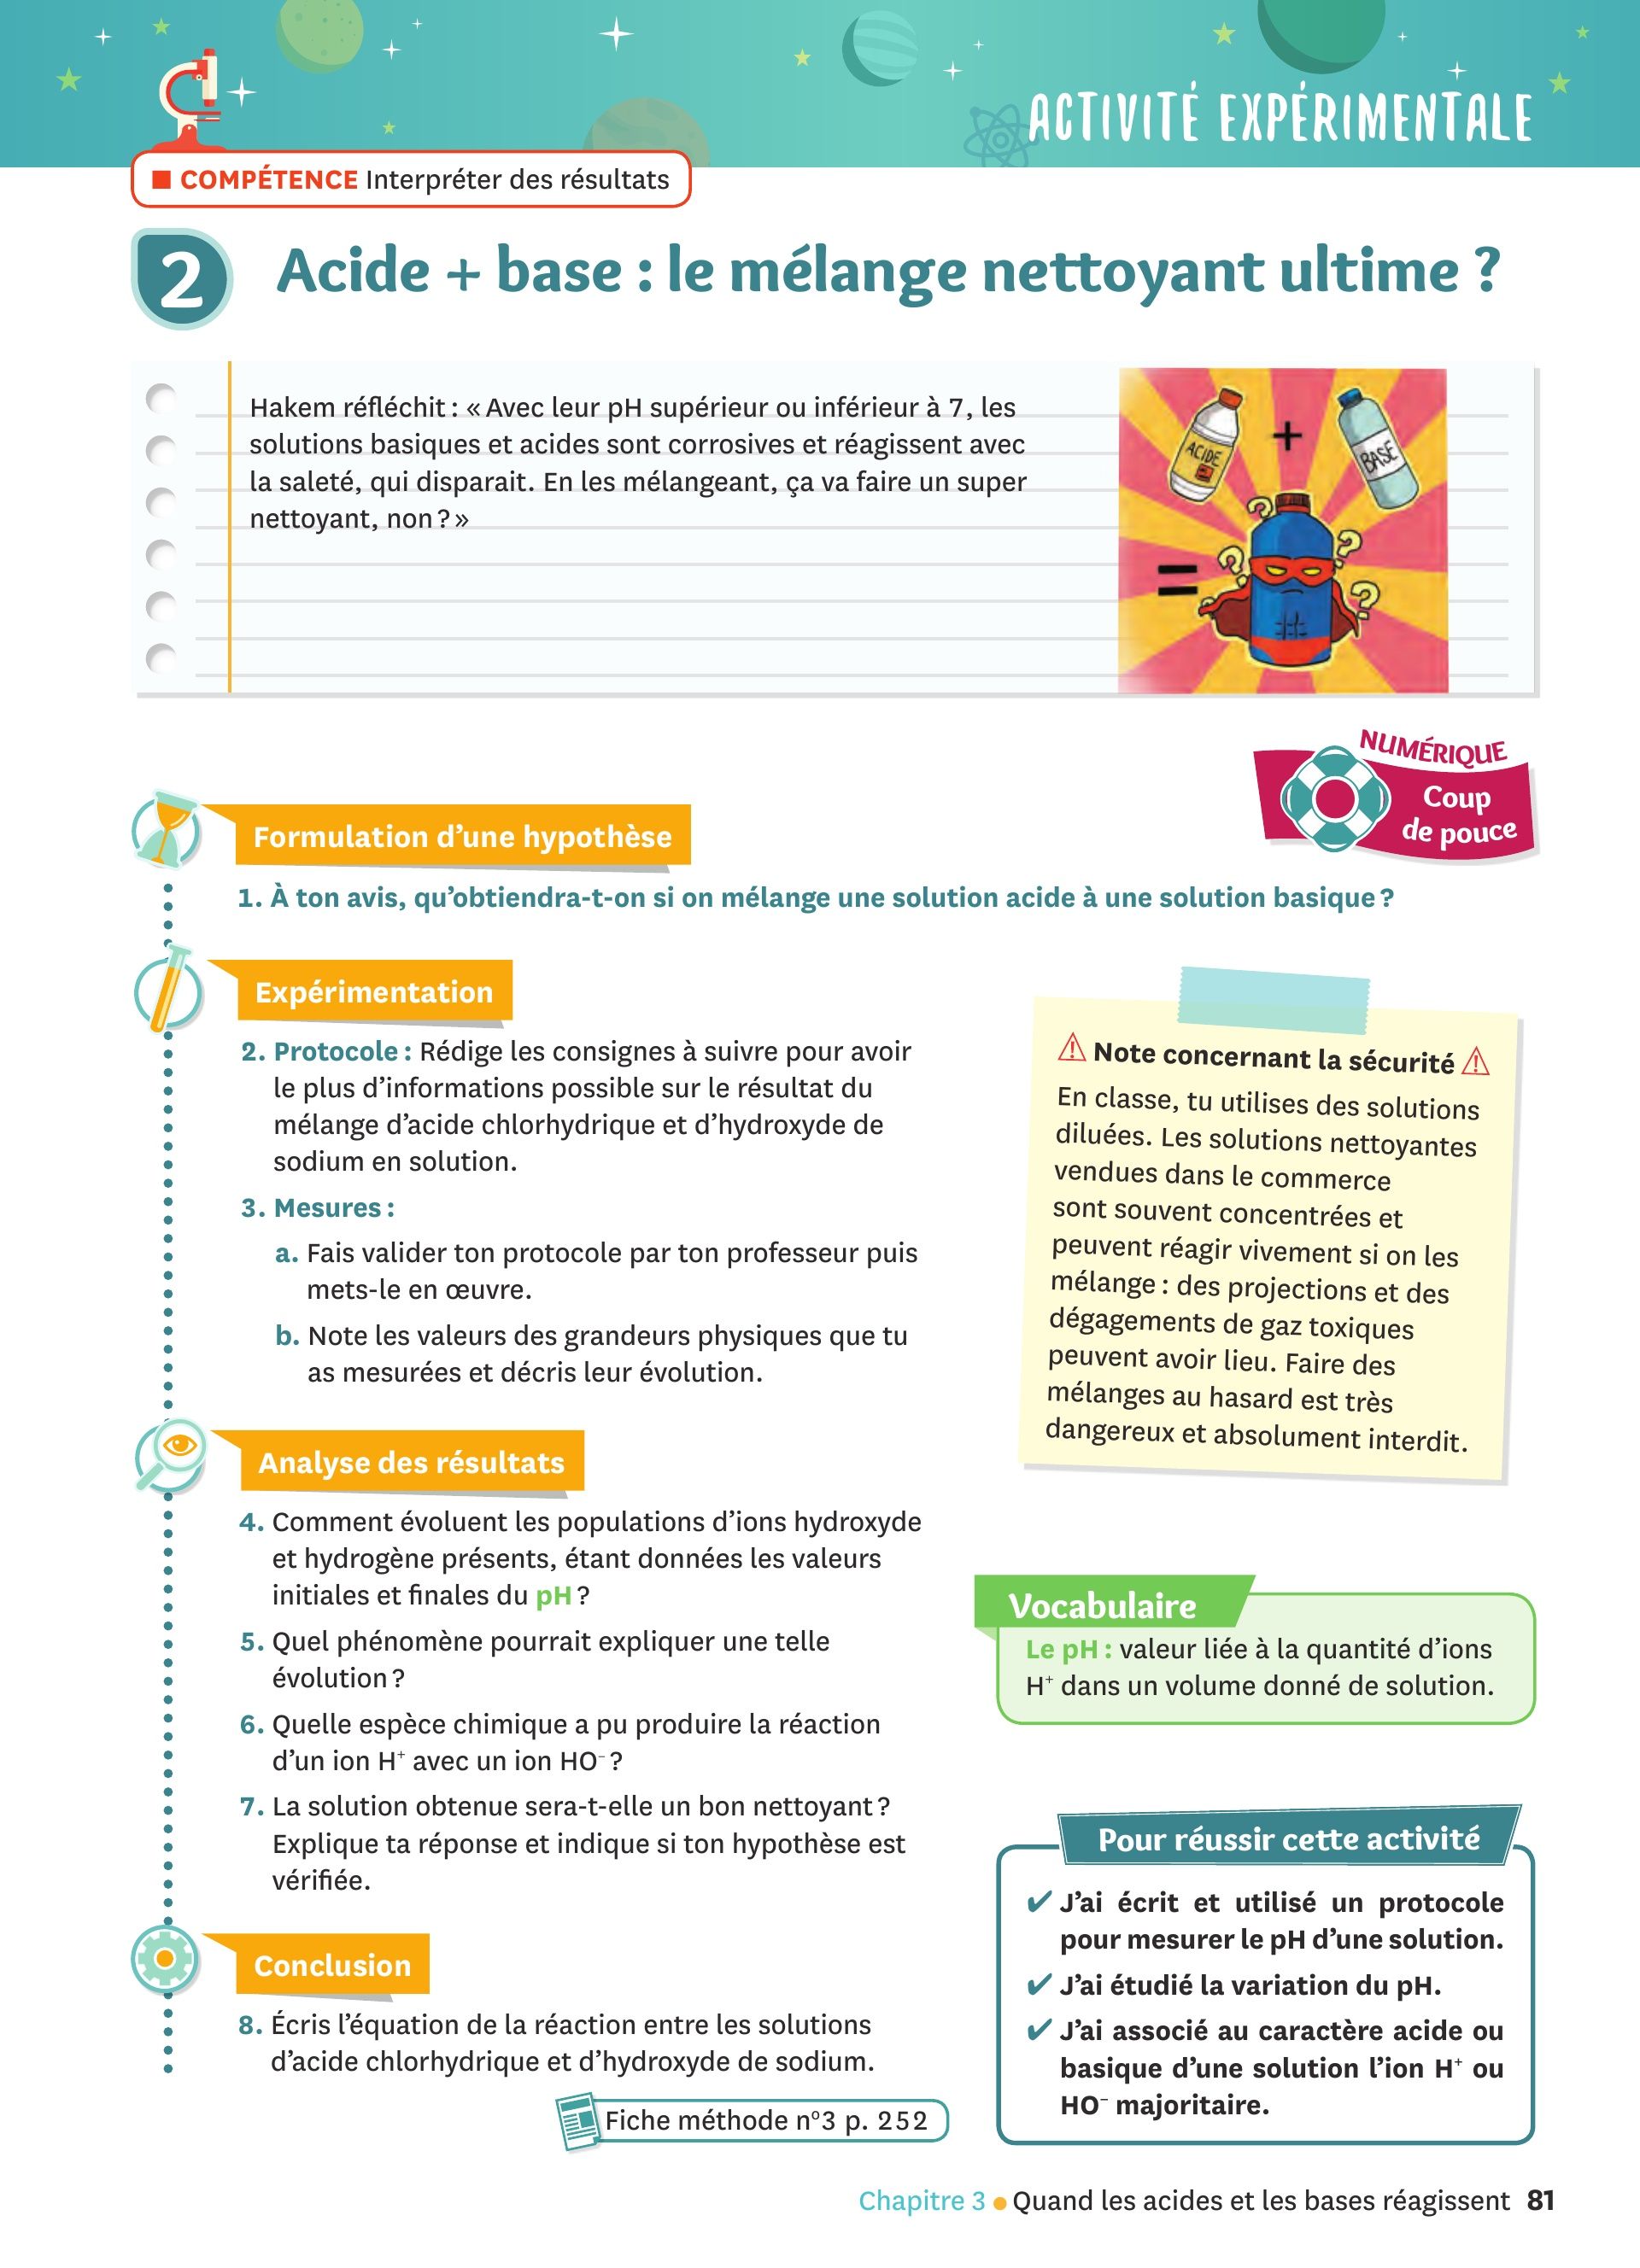 ACTIVITÉ EXPÉRIMENTALE
■ COMPÉTENCE Interpréter des résultats
2 Acide + base : le mélange nettoyant ultime ?
Hakem réfléchit : « Avec leur pH supérieur ou inférieur à 7, les
solutions basiques et acides sont corrosives et réagissent avec
la saleté, qui disparait. En les mélangeant, ça va faire un super
nettoyant, non ? »
ACIDE
+
BASE
=
? ? ? ?
NUMÉRIQUE
Coup
de pouce
Formulation d’une hypothèse
1. À ton avis, qu’obtiendra-t-on si on mélange une solution acide à une solution basique ?
Expérimentation
2. Protocole : Rédige les consignes à suivre pour avoir
le plus d’informations possible sur le résultat du
mélange d’acide chlorhydrique et d’hydroxyde de
sodium en solution.
3. Mesures :
a. Fais valider ton protocole par ton professeur puis
mets-le en œuvre.
b. Note les valeurs des grandeurs physiques que tu
as mesurées et décris leur évolution.
⚠ Note concernant la sécurité ⚠
En classe, tu utilises des solutions
diluées. Les solutions nettoyantes
vendues dans le commerce
sont souvent concentrées et
peuvent réagir vivement si on les
mélange : des projections et des
dégagements de gaz toxiques
peuvent avoir lieu. Faire des
mélanges au hasard est très
dangereux et absolument interdit.
Analyse des résultats
4. Comment évoluent les populations d’ions hydroxyde
et hydrogène présents, étant données les valeurs
initiales et finales du pH ?
5. Quel phénomène pourrait expliquer une telle
évolution ?
6. Quelle espèce chimique a pu produire la réaction
d’un ion H⁺ avec un ion HO⁻ ?
7. La solution obtenue sera-t-elle un bon nettoyant ?
Explique ta réponse et indique si ton hypothèse est
vérifiée.
Vocabulaire
Le pH : valeur liée à la quantité d’ions
H⁺ dans un volume donné de solution.
Conclusion
8. Écris l’équation de la réaction entre les solutions
d’acide chlorhydrique et d’hydroxyde de sodium.
Fiche méthode n°3 p. 252
Pour réussir cette activité
✔ J’ai écrit et utilisé un protocole
pour mesurer le pH d’une solution.
✔ J’ai étudié la variation du pH.
✔ J’ai associé au caractère acide ou
basique d’une solution l’ion H⁺ ou
HO⁻ majoritaire.
Chapitre 3 ● Quand les acides et les bases réagissent 81